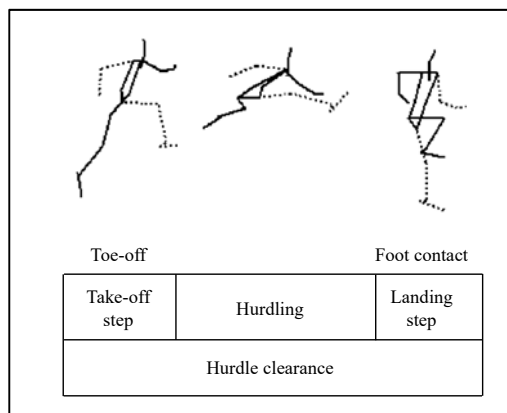 Toe-off Foot contact
Take-off step Hurdling Landing step
Hurdle clearance